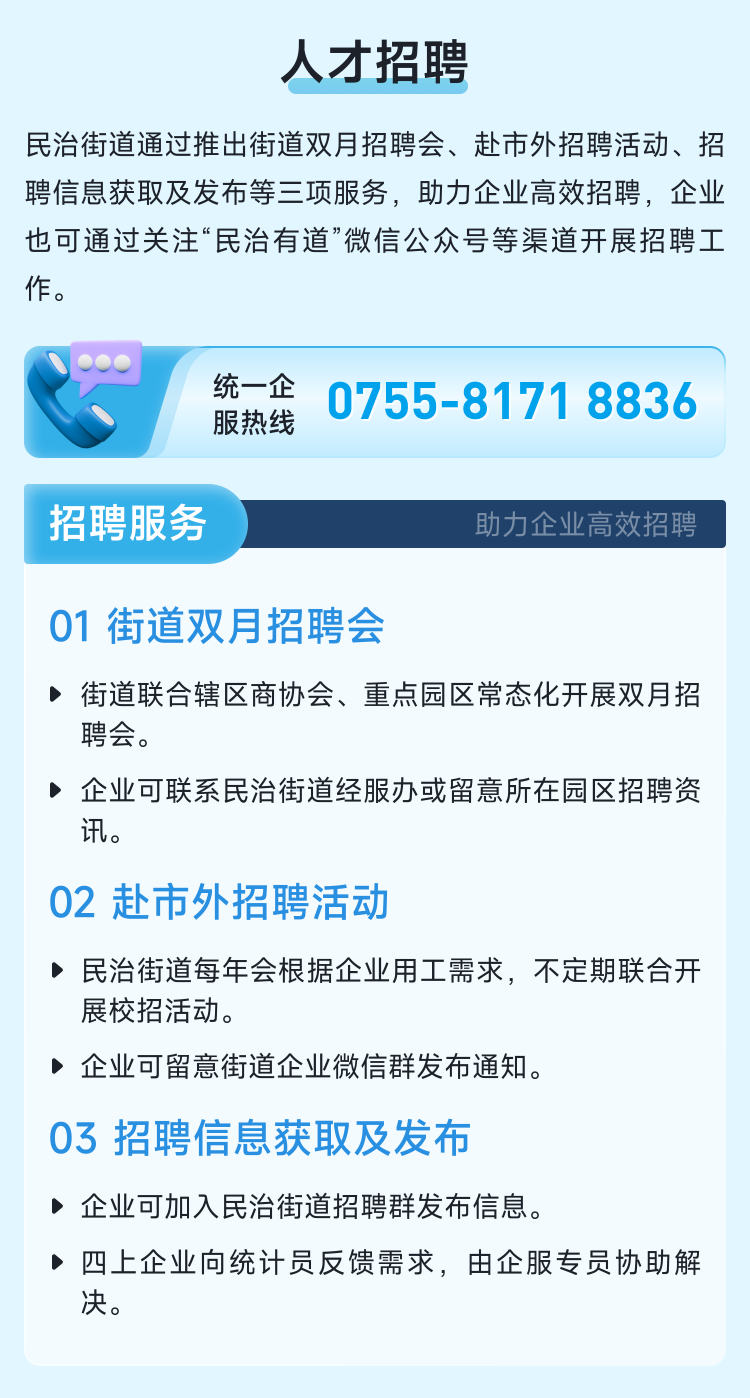 人才招聘
民治街道通过推出街道双月招聘会、赴市外招聘活动、招
聘信息获取及发布等三项服务，助力企业高效招聘，企业
也可通过关注“民治有道”微信公众号等渠道开展招聘工
作。
统一企
服热线
0755-8171 8836
招聘服务
助力企业高效招聘
01 街道双月招聘会
街道联合辖区商协会、重点园区常态化开展双月招
聘会。
企业可联系民治街道经服办或留意所在园区招聘资
讯。
02 赴市外招聘活动
民治街道每年会根据企业用工需求，不定期联合开
展校招活动。
企业可留意街道企业微信群发布通知。
03 招聘信息获取及发布
企业可加入民治街道招聘群发布信息。
四上企业向统计员反馈需求，由企服专员协助解
决。